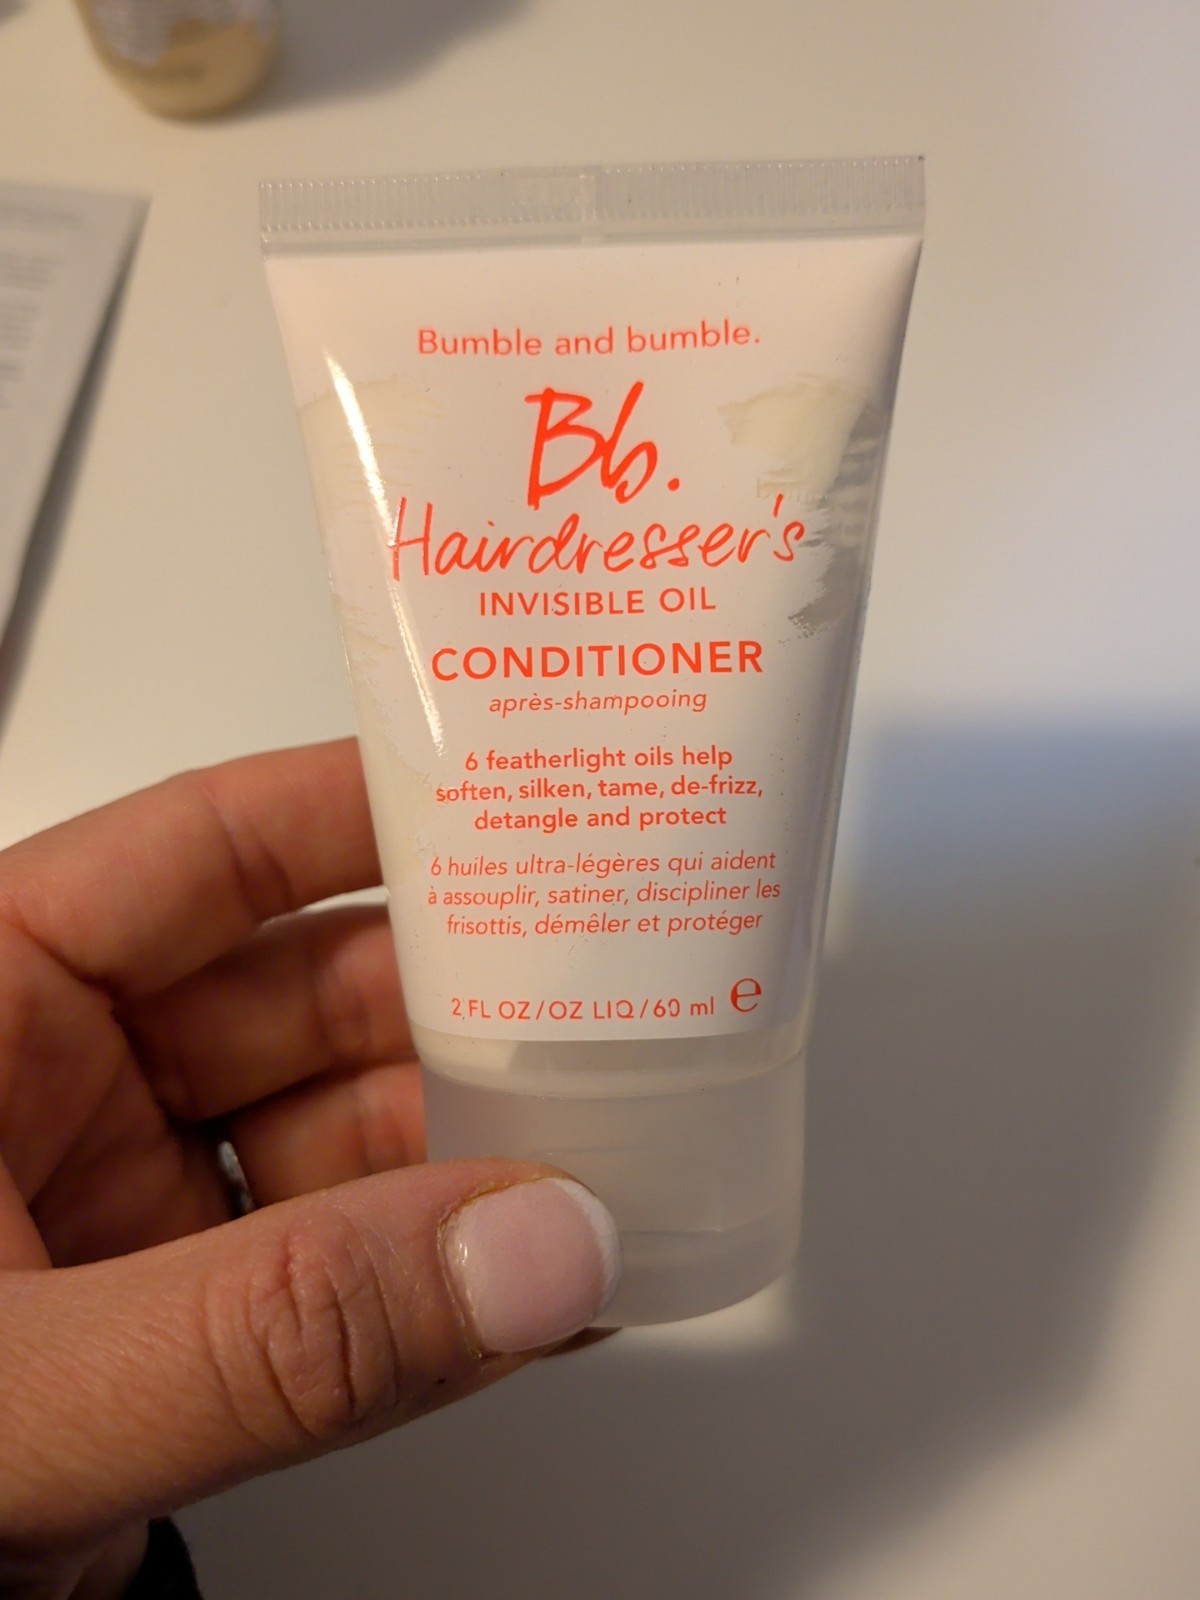 Bumble and bumble.
Bb.
Hairdresser's
INVISIBLE OIL
CONDITIONER
après-shampooing
6 featherlight oils help
soften, silken, tame, de-frizz,
detangle and protect
6 huiles ultra-légères qui aident
à assouplir, satiner, discipliner les
frisottis, démêler et protéger
2 FL OZ/OZ LIQ/60 ml e